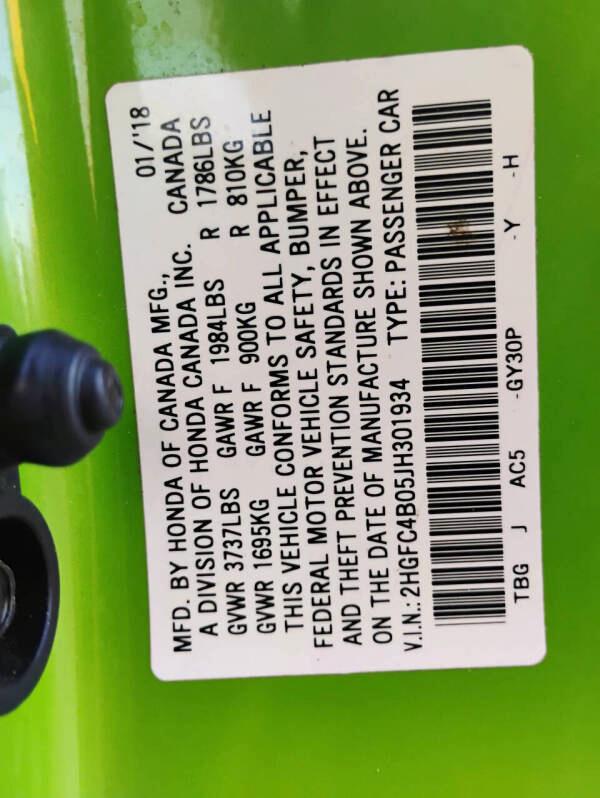 MFD. BY HONDA OF CANADA MFG., 01/'18
A DIVISION OF HONDA CANADA INC. CANADA
GVWR 3737LBS GAWR F 1984LBS R 1786LBS
GVWR 1695KG GAWR F 900KG R 810KG
THIS VEHICLE CONFORMS TO ALL APPLICABLE
FEDERAL MOTOR VEHICLE SAFETY, BUMPER,
AND THEFT PREVENTION STANDARDS IN EFFECT
ON THE DATE OF MANUFACTURE SHOWN ABOVE.
V.I.N.: 2HGFC4B05JH301934 TYPE: PASSENGER CAR
TBG J AC5 -GY30P -Y -H